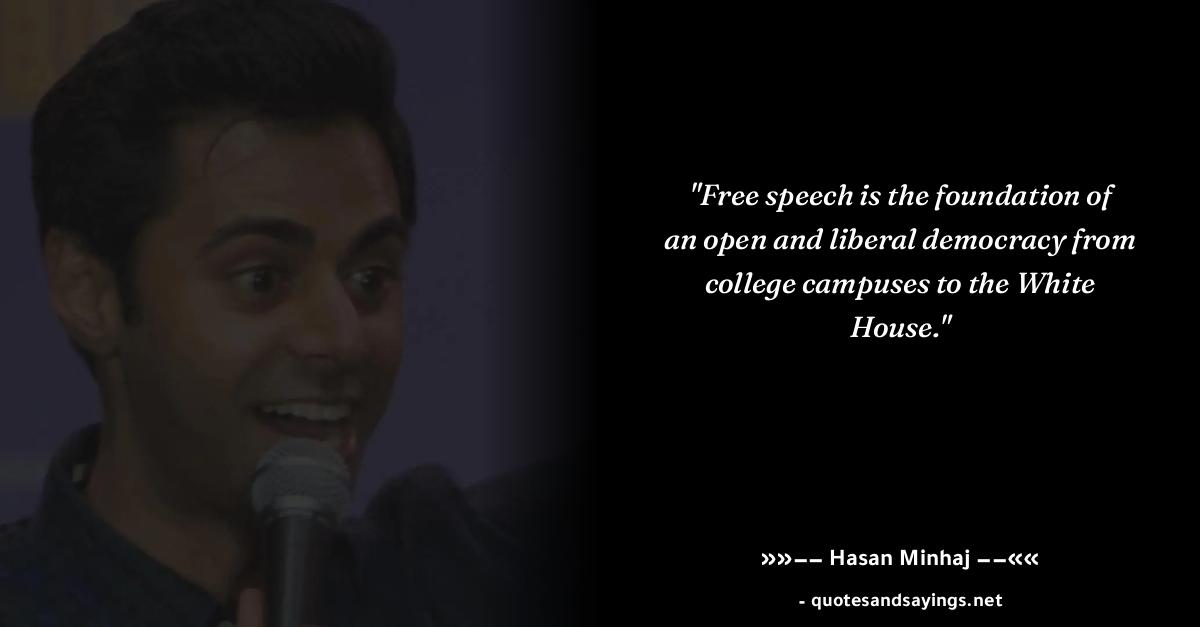 "Free speech is the foundation of
an open and liberal democracy from
college campuses to the White
House."
»»−− Hasan Minhaj −−««
- quotesandsayings.net